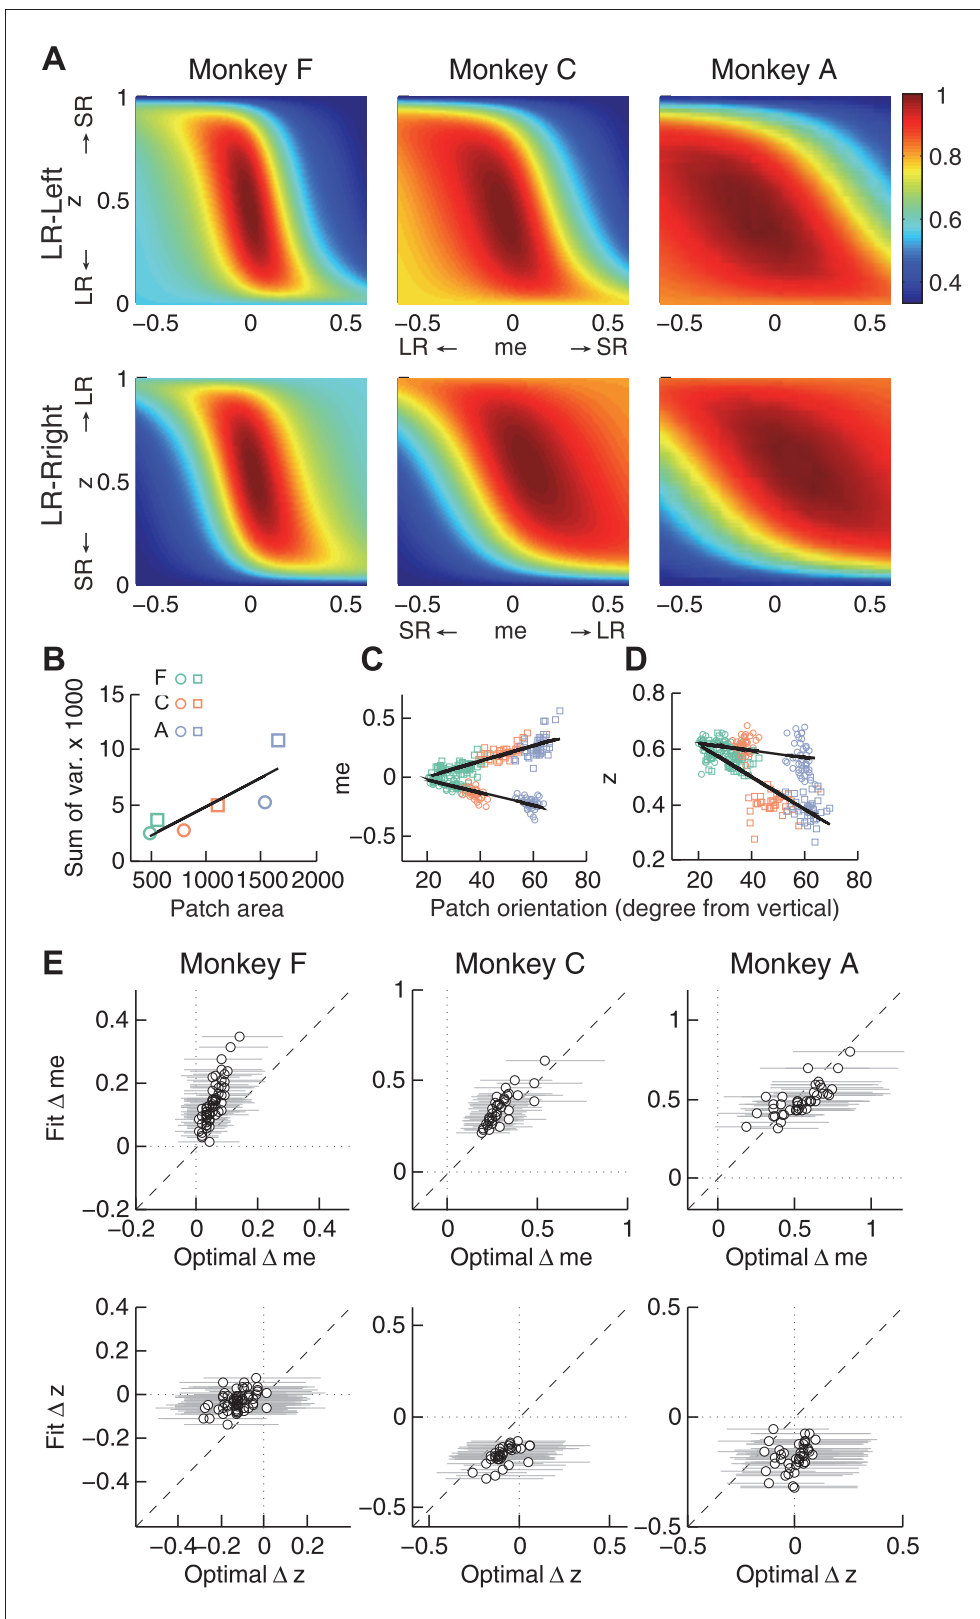 A
Monkey F
Monkey C
Monkey A
LR-Left
LR ← z → SR
1
0.5
0
−0.5 0 0.5
−0.5 0 0.5
−0.5 0 0.5
LR ← me → SR
1
0.8
0.6
0.4
LR-Rright
SR ← z → LR
1
0.5
0
−0.5 0 0.5
−0.5 0 0.5
−0.5 0 0.5
SR ← me → LR
B
F
C
A
Sum of var. x 1000
15
10
5
0
500 1000 1500 2000
Patch area
C
me
0.5
0
−0.5
20 40 60 80
D
z
0.8
0.6
0.4
0.2
20 40 60 80
Patch orientation (degree from vertical)
E
Monkey F
Monkey C
Monkey A
Fit Δ me
0.4
0.2
0
−0.2
−0.2 0 0.2 0.4
Optimal Δ me
1
0.5
0
0 0.5 1
Optimal Δ me
1
0.5
0
0 0.5 1
Optimal Δ me
Fit Δ z
0.4
0.2
0
−0.2
−0.4
−0.4−0.2 0 0.2
Optimal Δ z
0.5
0
−0.5
−0.5 0 0.5
Optimal Δ z
0.5
0
−0.5
−0.5 0 0.5
Optimal Δ z